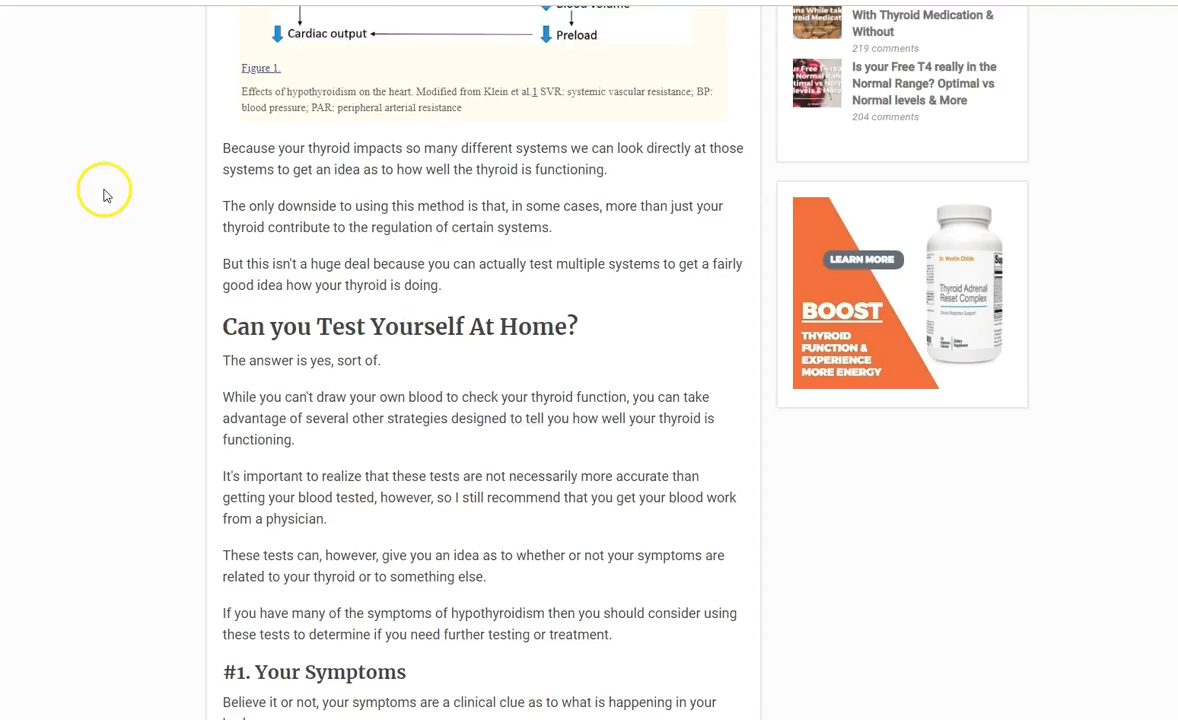 Blood volume
Cardiac output
Preload
Figure 1.
Effects of hypothyroidism on the heart. Modified from Klein et al.1 SVR: systemic vascular resistance; BP:
blood pressure; PAR: peripheral arterial resistance
Because your thyroid impacts so many different systems we can look directly at those
systems to get an idea as to how well the thyroid is functioning.
The only downside to using this method is that, in some cases, more than just your
thyroid contribute to the regulation of certain systems.
But this isn't a huge deal because you can actually test multiple systems to get a fairly
good idea how your thyroid is doing.
Can you Test Yourself At Home?
The answer is yes, sort of.
While you can't draw your own blood to check your thyroid function, you can take
advantage of several other strategies designed to tell you how well your thyroid is
functioning.
It's important to realize that these tests are not necessarily more accurate than
getting your blood tested, however, so I still recommend that you get your blood work
from a physician.
These tests can, however, give you an idea as to whether or not your symptoms are
related to your thyroid or to something else.
If you have many of the symptoms of hypothyroidism then you should consider using
these tests to determine if you need further testing or treatment.
#1. Your Symptoms
Believe it or not, your symptoms are a clinical clue as to what is happening in your
With Thyroid Medication &
Without
219 comments
Is your Free T4 really in the
Normal Range? Optimal vs
Normal levels & More
204 comments
LEARN MORE
BOOST
THYROID
FUNCTION &
EXPERIENCE
MORE ENERGY
Dr. Westin Childs
Thyroid Adrenal
Reset Complex